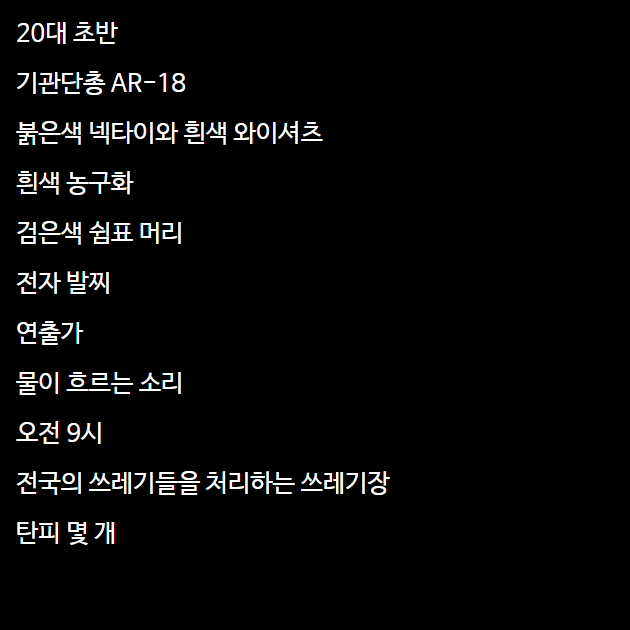 20대 초반
기관단총 AR-18
붉은색 넥타이와 흰색 와이셔츠
흰색 농구화
검은색 쉼표 머리
전자 발찌
연출가
물이 흐르는 소리
오전 9시
전국의 쓰레기들을 처리하는 쓰레기장
탄피 몇 개